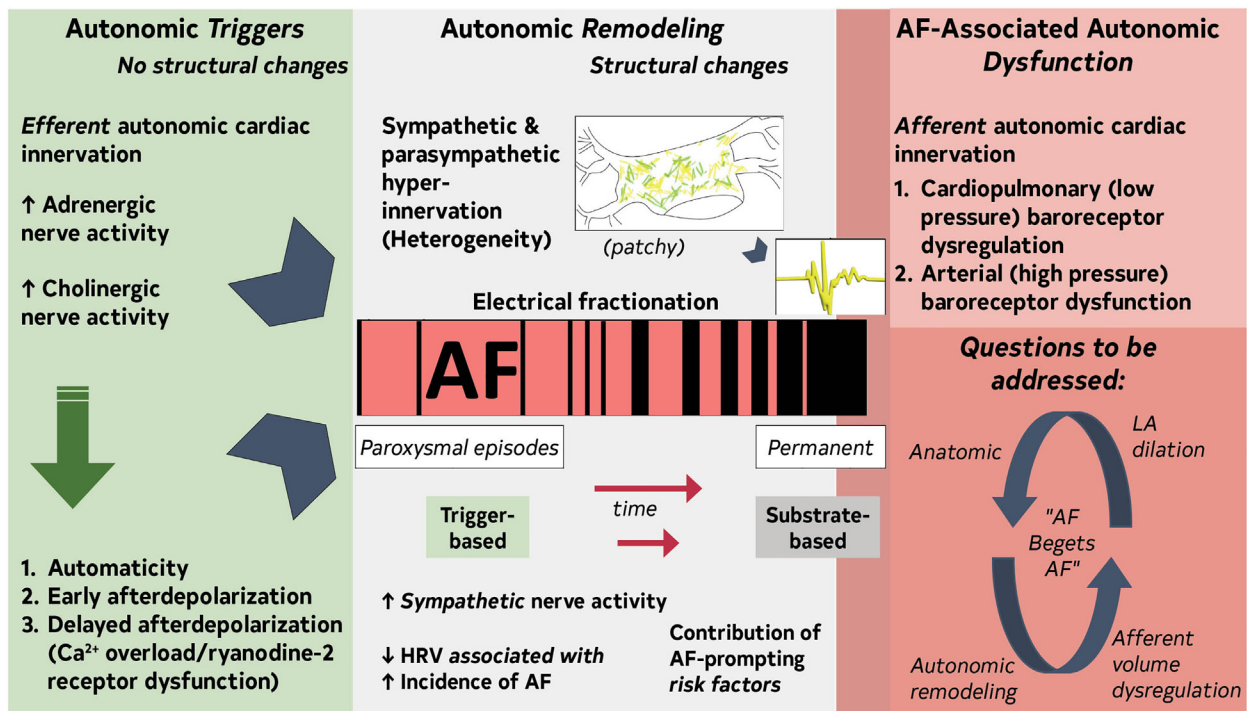 Autonomic Triggers
No structural changes
Efferent autonomic cardiac
innervation
↑ Adrenergic
nerve activity
↑ Cholinergic
nerve activity
1. Automaticity
2. Early afterdepolarization
3. Delayed afterdepolarization
(Ca²⁺ overload/ryanodine-2
receptor dysfunction)
Autonomic Remodeling
Structural changes
Sympathetic &
parasympathetic
hyper-
innervation
(Heterogeneity)
(patchy)
Electrical fractionation
AF
Paroxysmal episodes
Permanent
time
Trigger-
based
Substrate-
based
↑ Sympathetic nerve activity
↓ HRV associated with
↑ Incidence of AF
Contribution of
AF-prompting
risk factors
AF-Associated Autonomic
Dysfunction
Afferent autonomic cardiac
innervation
1. Cardiopulmonary (low
pressure) baroreceptor
dysregulation
2. Arterial (high pressure)
baroreceptor dysfunction
Questions to be
addressed:
Anatomic
LA
dilation
"AF
Begets
AF"
Autonomic
remodeling
Afferent
volume
dysregulation